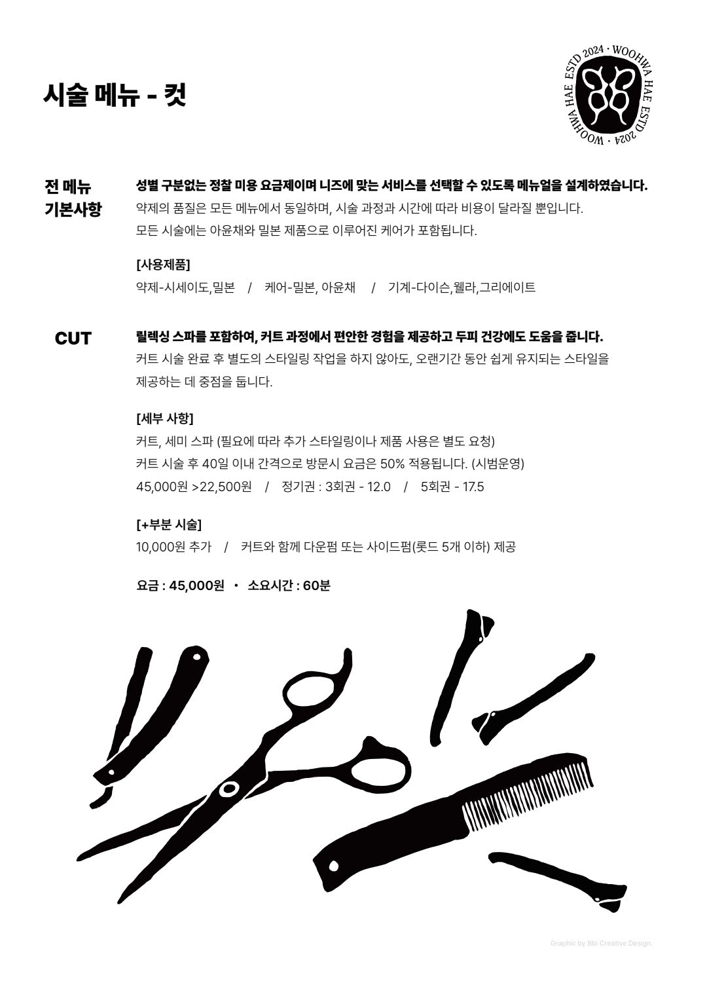 시술 메뉴 - 컷
WOOHWA HAE ESTD 2024 · WOOHWA HAE ESTD 2024 ·
전 메뉴
기본사항
성별 구분없는 정찰 미용 요금제이며 니즈에 맞는 서비스를 선택할 수 있도록 메뉴얼을 설계하였습니다.
약제의 품질은 모든 메뉴에서 동일하며, 시술 과정과 시간에 따라 비용이 달라질 뿐입니다.
모든 시술에는 아윤채와 밀본 제품으로 이루어진 케어가 포함됩니다.
[사용제품]
약제-시세이도,밀본 / 케어-밀본, 아윤채 / 기계-다이슨,웰라,그리에이트
CUT
릴렉싱 스파를 포함하여, 커트 과정에서 편안한 경험을 제공하고 두피 건강에도 도움을 줍니다.
커트 시술 완료 후 별도의 스타일링 작업을 하지 않아도, 오랜기간 동안 쉽게 유지되는 스타일을
제공하는 데 중점을 둡니다.
[세부 사항]
커트, 세미 스파 (필요에 따라 추가 스타일링이나 제품 사용은 별도 요청)
커트 시술 후 40일 이내 간격으로 방문시 요금은 50% 적용됩니다. (시범운영)
45,000원 >22,500원 / 정기권 : 3회권 - 12.0 / 5회권 - 17.5
[+부분 시술]
10,000원 추가 / 커트와 함께 다운펌 또는 사이드펌(롯드 5개 이하) 제공
요금 : 45,000원 • 소요시간 : 60분
Graphic by Bbi Creative Design.